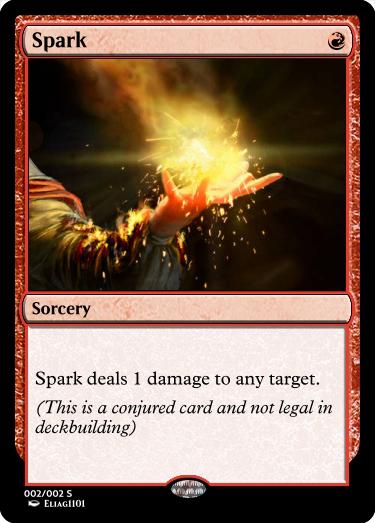 Spark
Sorcery
Spark deals 1 damage to any target.
(This is a conjured card and not legal in
deckbuilding)
002/002 S
Eliag1101